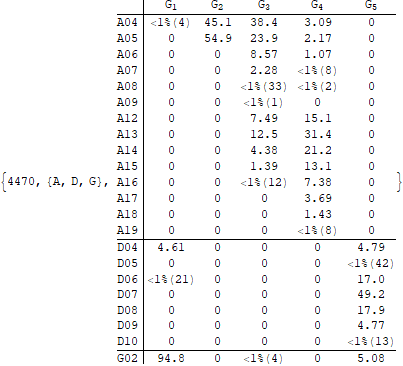 G1 G2 G3 G4 G5
A04 <1%(4) 45.1 38.4 3.09 0
A05 0 54.9 23.9 2.17 0
A06 0 0 8.57 1.07 0
A07 0 0 2.28 <1%(8) 0
A08 0 0 <1%(33) <1%(2) 0
A09 0 0 <1%(1) 0 0
A12 0 0 7.49 15.1 0
A13 0 0 12.5 31.4 0
A14 0 0 4.38 21.2 0
A15 0 0 1.39 13.1 0
{4470, {A, D, G}, A16 0 0 <1%(12) 7.38 0 }
A17 0 0 0 3.69 0
A18 0 0 0 1.43 0
A19 0 0 0 <1%(8) 0
D04 4.61 0 0 0 4.79
D05 0 0 0 0 <1%(42)
D06 <1%(21) 0 0 0 17.0
D07 0 0 0 0 49.2
D08 0 0 0 0 17.9
D09 0 0 0 0 4.77
D10 0 0 0 0 <1%(13)
G02 94.8 0 <1%(4) 0 5.08